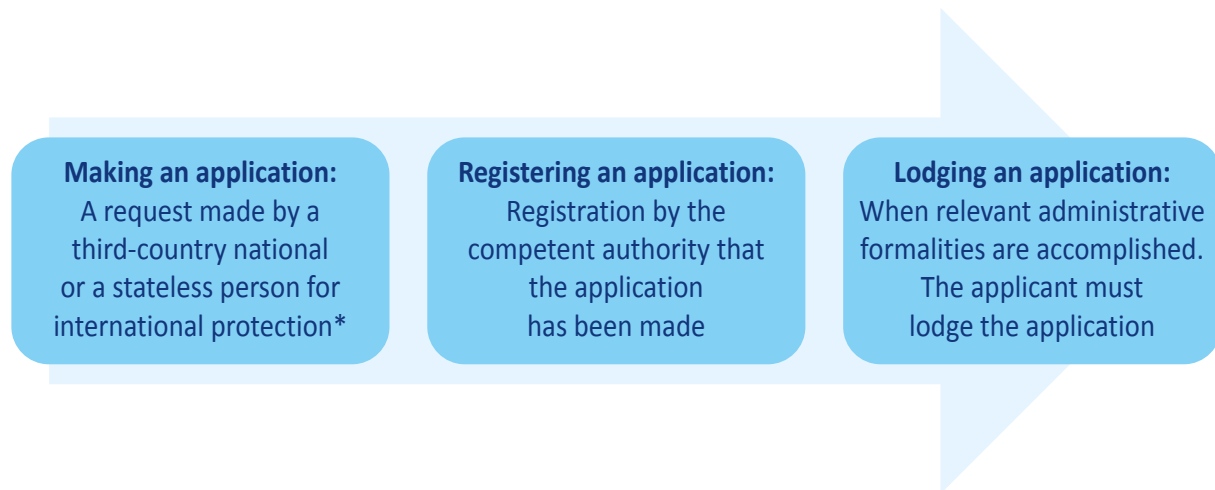 Making an application:
A request made by a
third-country national
or a stateless person for
international protection*
Registering an application:
Registration by the
competent authority that
the application
has been made
Lodging an application:
When relevant administrative
formalities are accomplished.
The applicant must
lodge the application